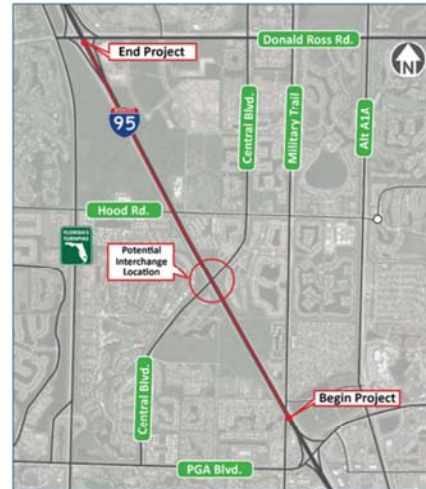 End Project
Donald Ross Rd.
N
INTERSTATE
95
Central Blvd.
Military Trail
Alt A1A
Hood Rd.
FLORIDA'S
TURNPIKE
Potential
Interchange
Location
Central Blvd.
Begin Project
PGA Blvd.